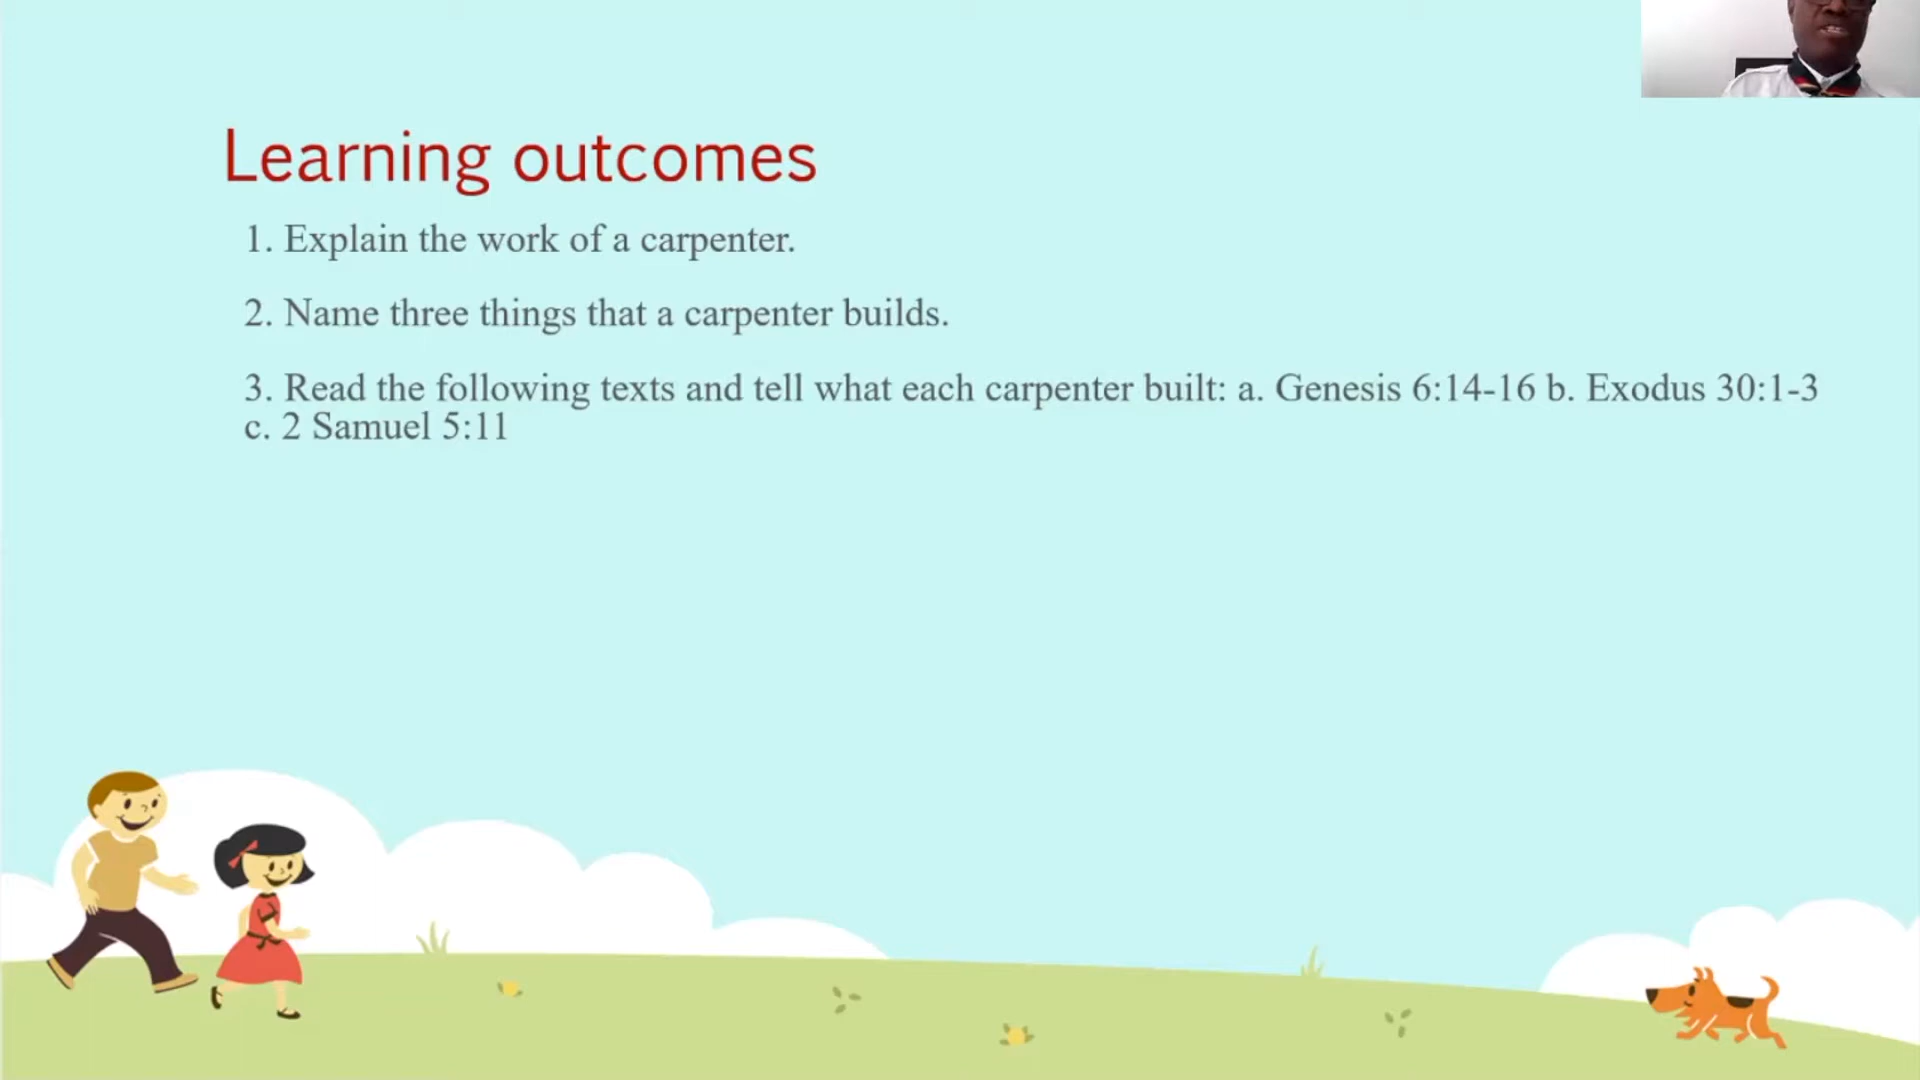 Learning outcomes
1. Explain the work of a carpenter.
2. Name three things that a carpenter builds.
3. Read the following texts and tell what each carpenter built: a. Genesis 6:14-16 b. Exodus 30:1-3
c. 2 Samuel 5:11